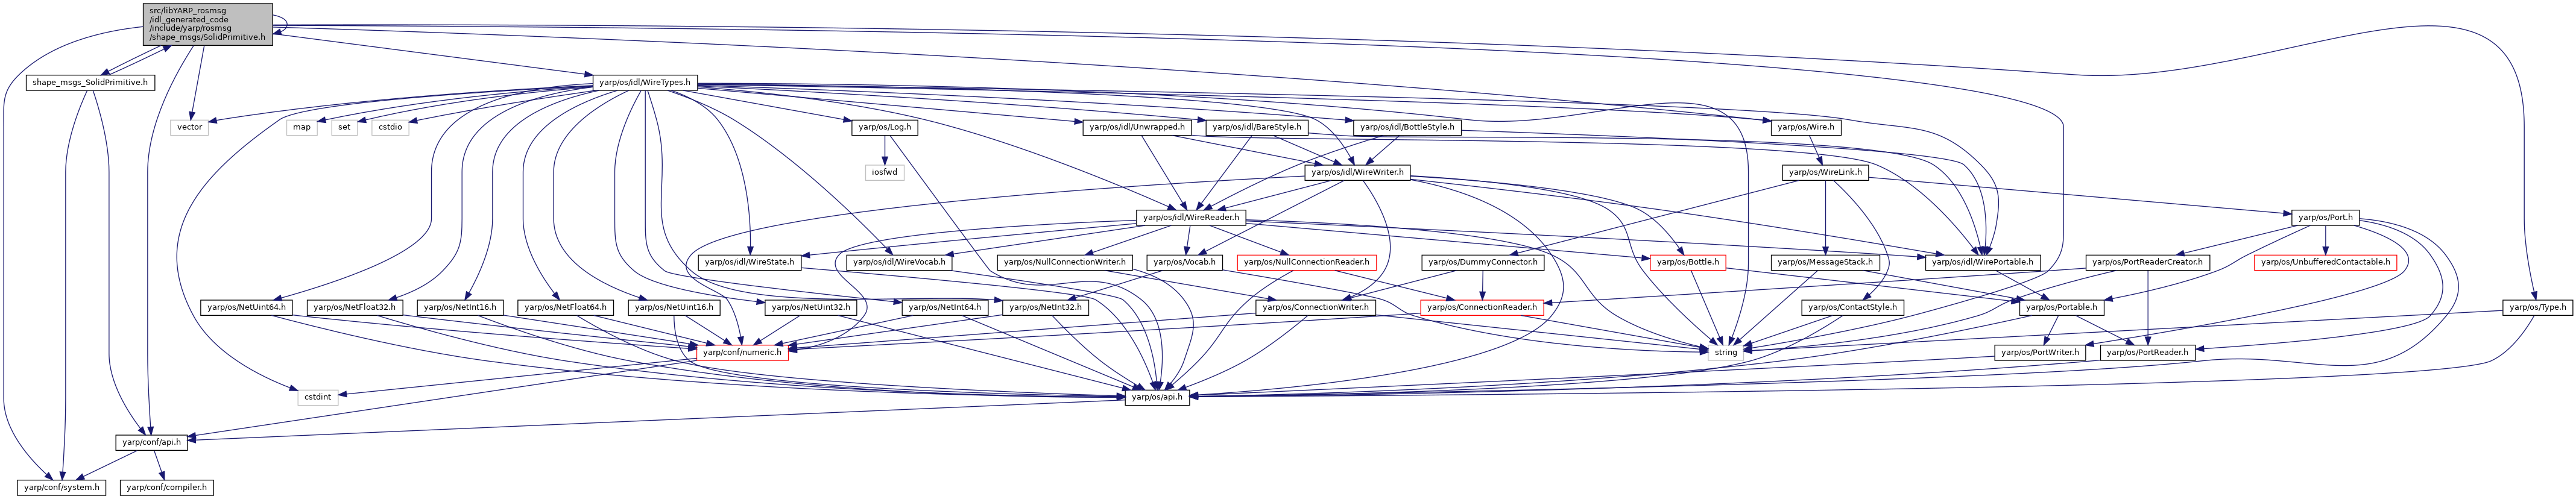 src/libYARP_rosmsg
/idl_generated_code
/include/yarp/rosmsg
/shape_msgs/SolidPrimitive.h
shape_msgs_SolidPrimitive.h
yarp/os/idl/WireTypes.h
vector
map
set
cstdio
yarp/os/Log.h
yarp/os/idl/Unwrapped.h
yarp/os/idl/BareStyle.h
yarp/os/idl/BottleStyle.h
yarp/os/Wire.h
iosfwd
yarp/os/idl/WireWriter.h
yarp/os/WireLink.h
yarp/os/idl/WireReader.h
yarp/os/Port.h
yarp/os/idl/WireState.h
yarp/os/idl/WireVocab.h
yarp/os/NullConnectionWriter.h
yarp/os/Vocab.h
yarp/os/NullConnectionReader.h
yarp/os/DummyConnector.h
yarp/os/Bottle.h
yarp/os/MessageStack.h
yarp/os/idl/WirePortable.h
yarp/os/PortReaderCreator.h
yarp/os/UnbufferedContactable.h
yarp/os/NetUint64.h
yarp/os/NetFloat32.h
yarp/os/NetInt16.h
yarp/os/NetFloat64.h
yarp/os/NetUint16.h
yarp/os/NetUint32.h
yarp/os/NetInt64.h
yarp/os/NetInt32.h
yarp/os/ConnectionWriter.h
yarp/os/ConnectionReader.h
yarp/os/ContactStyle.h
yarp/os/Portable.h
yarp/os/Type.h
yarp/conf/numeric.h
string
yarp/os/PortWriter.h
yarp/os/PortReader.h
cstdint
yarp/os/api.h
yarp/conf/api.h
yarp/conf/system.h
yarp/conf/compiler.h